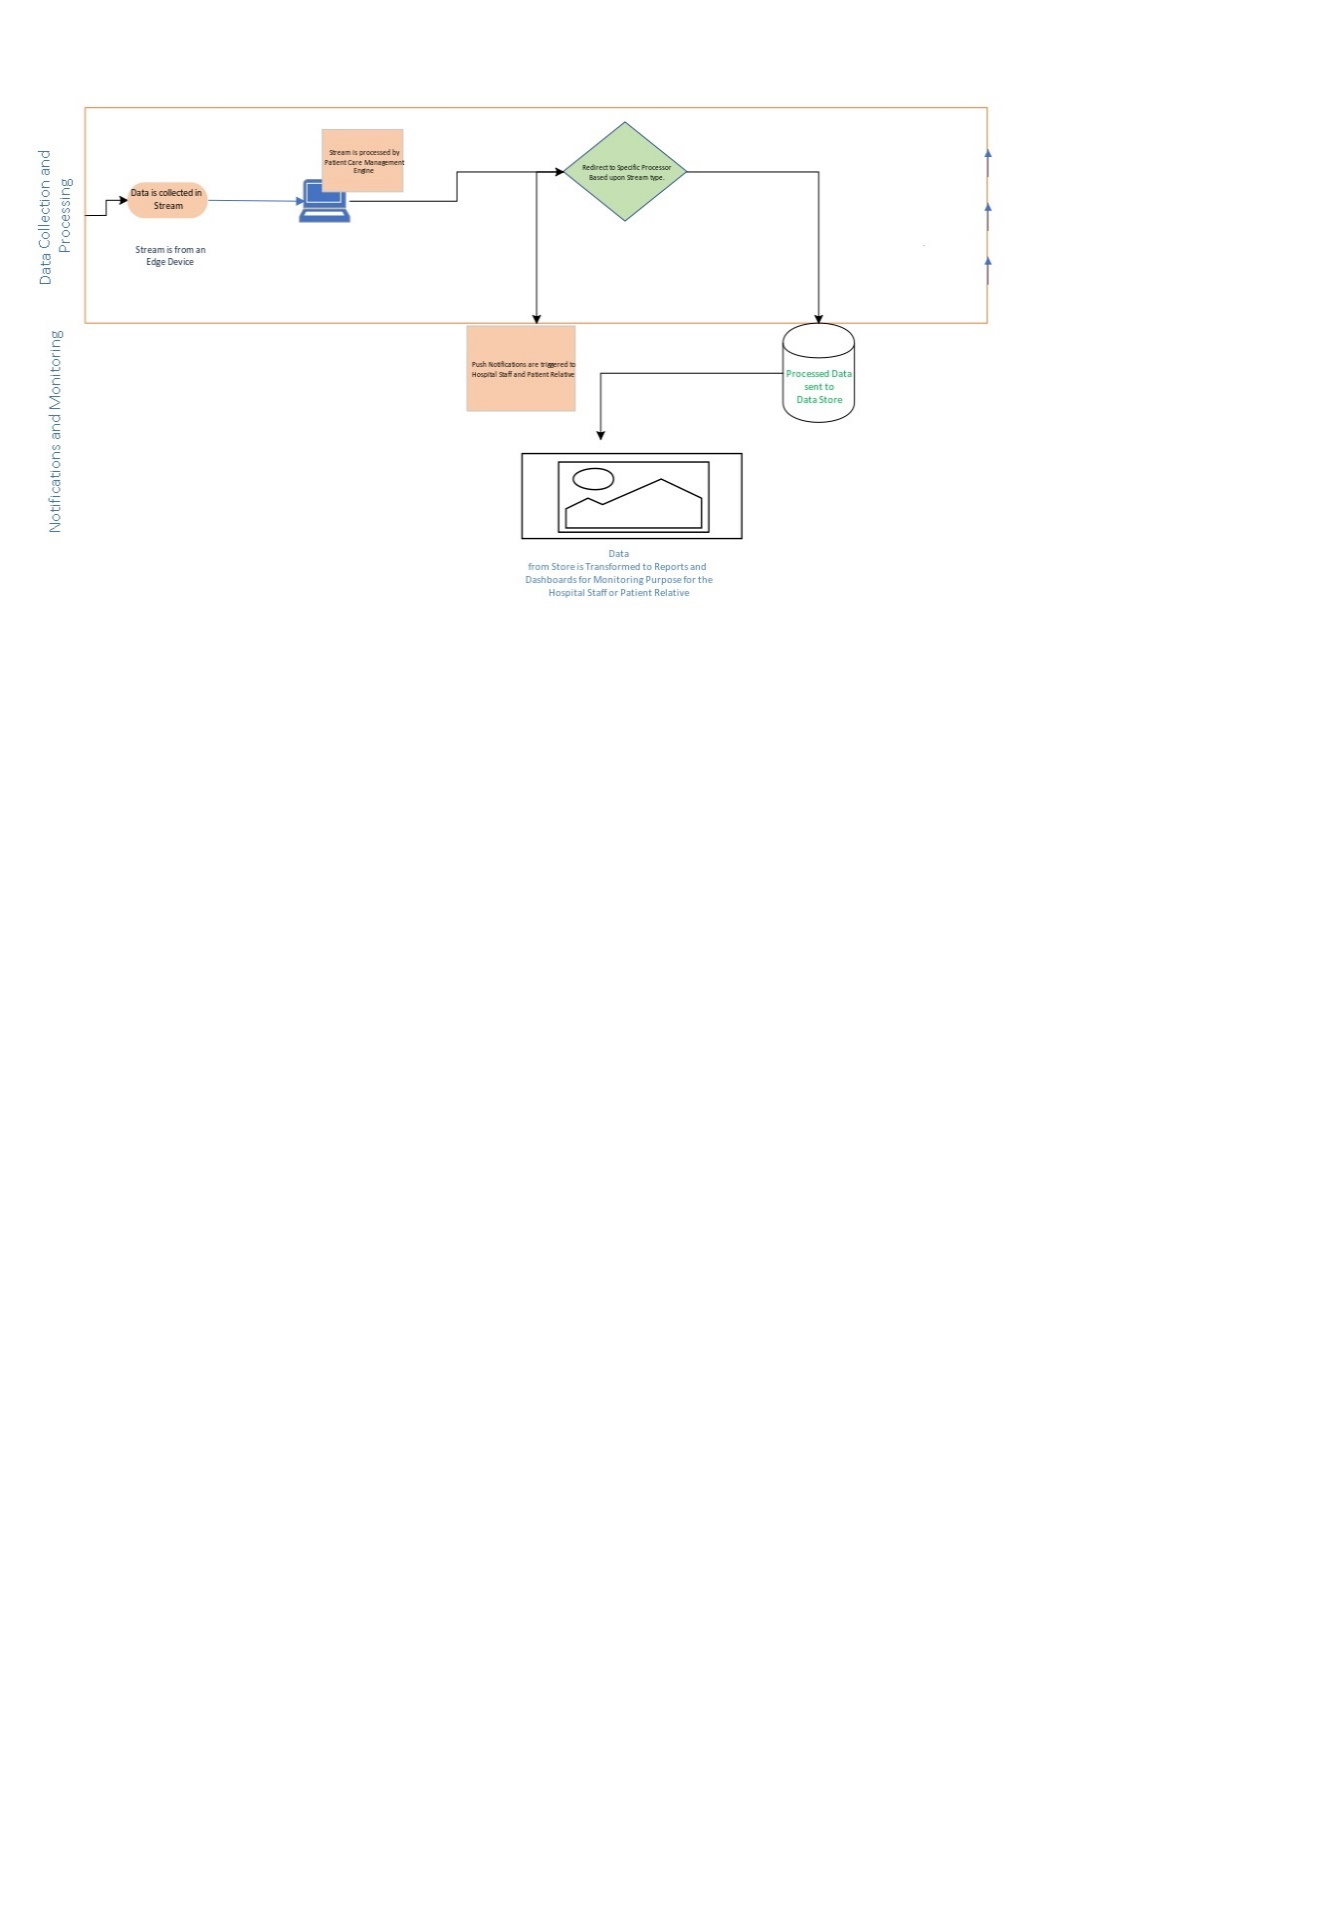 Data Collection and
Processing
Stream is processed by
Patient Care Management
Engine
Redirect to Specific Processor
Based upon Stream type.
Data is collected in
Stream
Stream is from an
Edge Device
Notifications and Monitoring
Push Notifications are triggered to
Hospital Staff and Patient Relative
Processed Data
sent to
Data Store
Data
from Store is Transformed to Reports and
Dashboards for Monitoring Purpose for the
Hospital Staff or Patient Relative